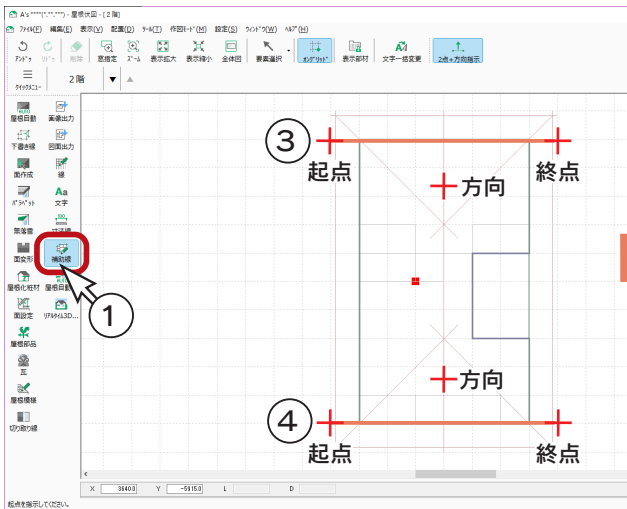 A's ****(*.**.***) - 屋根伏図 - [2 階]
ファイル(F) 編集(E) 表示(V) 配置(D) ツール(T) 作図モード(M) 設定(S) ウィンドウ(W) ヘルプ(H)
アンドゥ リドゥ 削除 窓指定 ズーム 表示拡大 表示縮小 全体図 要素選択 オングリッド 表示部材 文字一括変更 2点+方向指示
クイックメニュー 2階
屋根自動 画像出力
下書き線 図面出力
面作成 線
パラペット 文字
無落雪 寸法線
面変形 補助線
屋根化粧材 屋根自動
面設定 リアルタイム3D...
屋根部品
瓦
屋根模様
切り取り線
①
③
起点 終点
方向
方向
④
起点 終点
X 3640.0 Y -5915.0 L D
起点を指示してください。